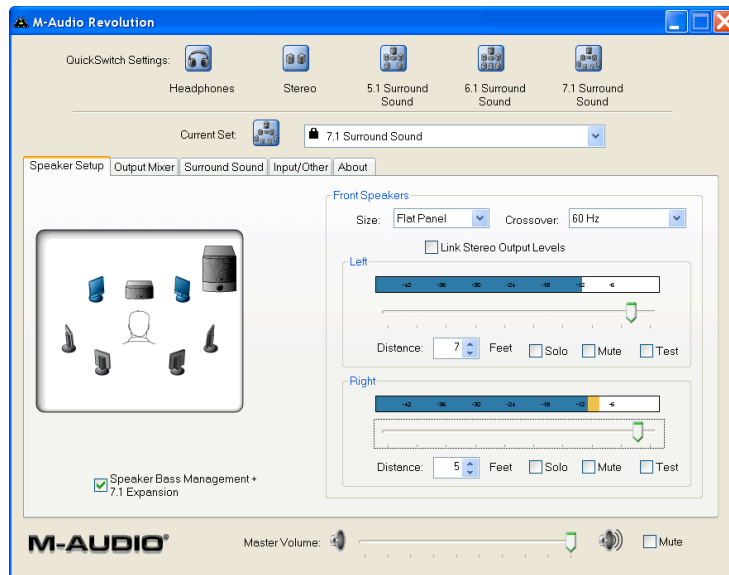 M-Audio Revolution
QuickSwitch Settings:
Headphones
Stereo
5.1 Surround
Sound
6.1 Surround
Sound
7.1 Surround
Sound
Current Set:
7.1 Surround Sound
Speaker Setup
Output Mixer
Surround Sound
Input/Other
About
Front Speakers
Size:
Flat Panel
Crossover:
60 Hz
Link Stereo Output Levels
Left
-42 -36 -30 -24 -18 -12 -6
Distance: 7 Feet Solo Mute Test
Right
-42 -36 -30 -24 -18 -12 -6
Distance: 5 Feet Solo Mute Test
Speaker Bass Management +
7.1 Expansion
M-AUDIO®
Master Volume:
Mute